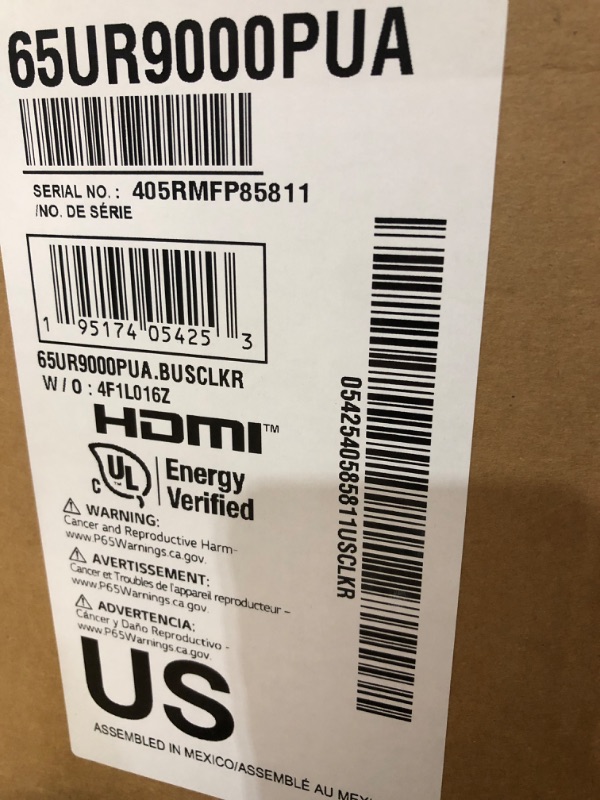 65UR9000PUA
SERIAL NO. : 405RMFP85811
/NO. DE SÉRIE
1 95174 05425 3
65UR9000PUA.BUSCLKR
W / O : 4F1L016Z
HDMI™
C UL Energy
Verified
⚠ WARNING:
Cancer and Reproductive Harm-
www.P65Warnings.ca.gov.
⚠ AVERTISSEMENT:
Cancer et Troubles de l'appareil reproducteur –
www.P65Warnings.ca.gov.
⚠ ADVERTENCIA:
Cáncer y Daño Reproductivo -
www.P65Warnings.ca.gov.
US
ASSEMBLED IN MEXICO/ASSEMBLÉ AU
0542540585811USCLKR